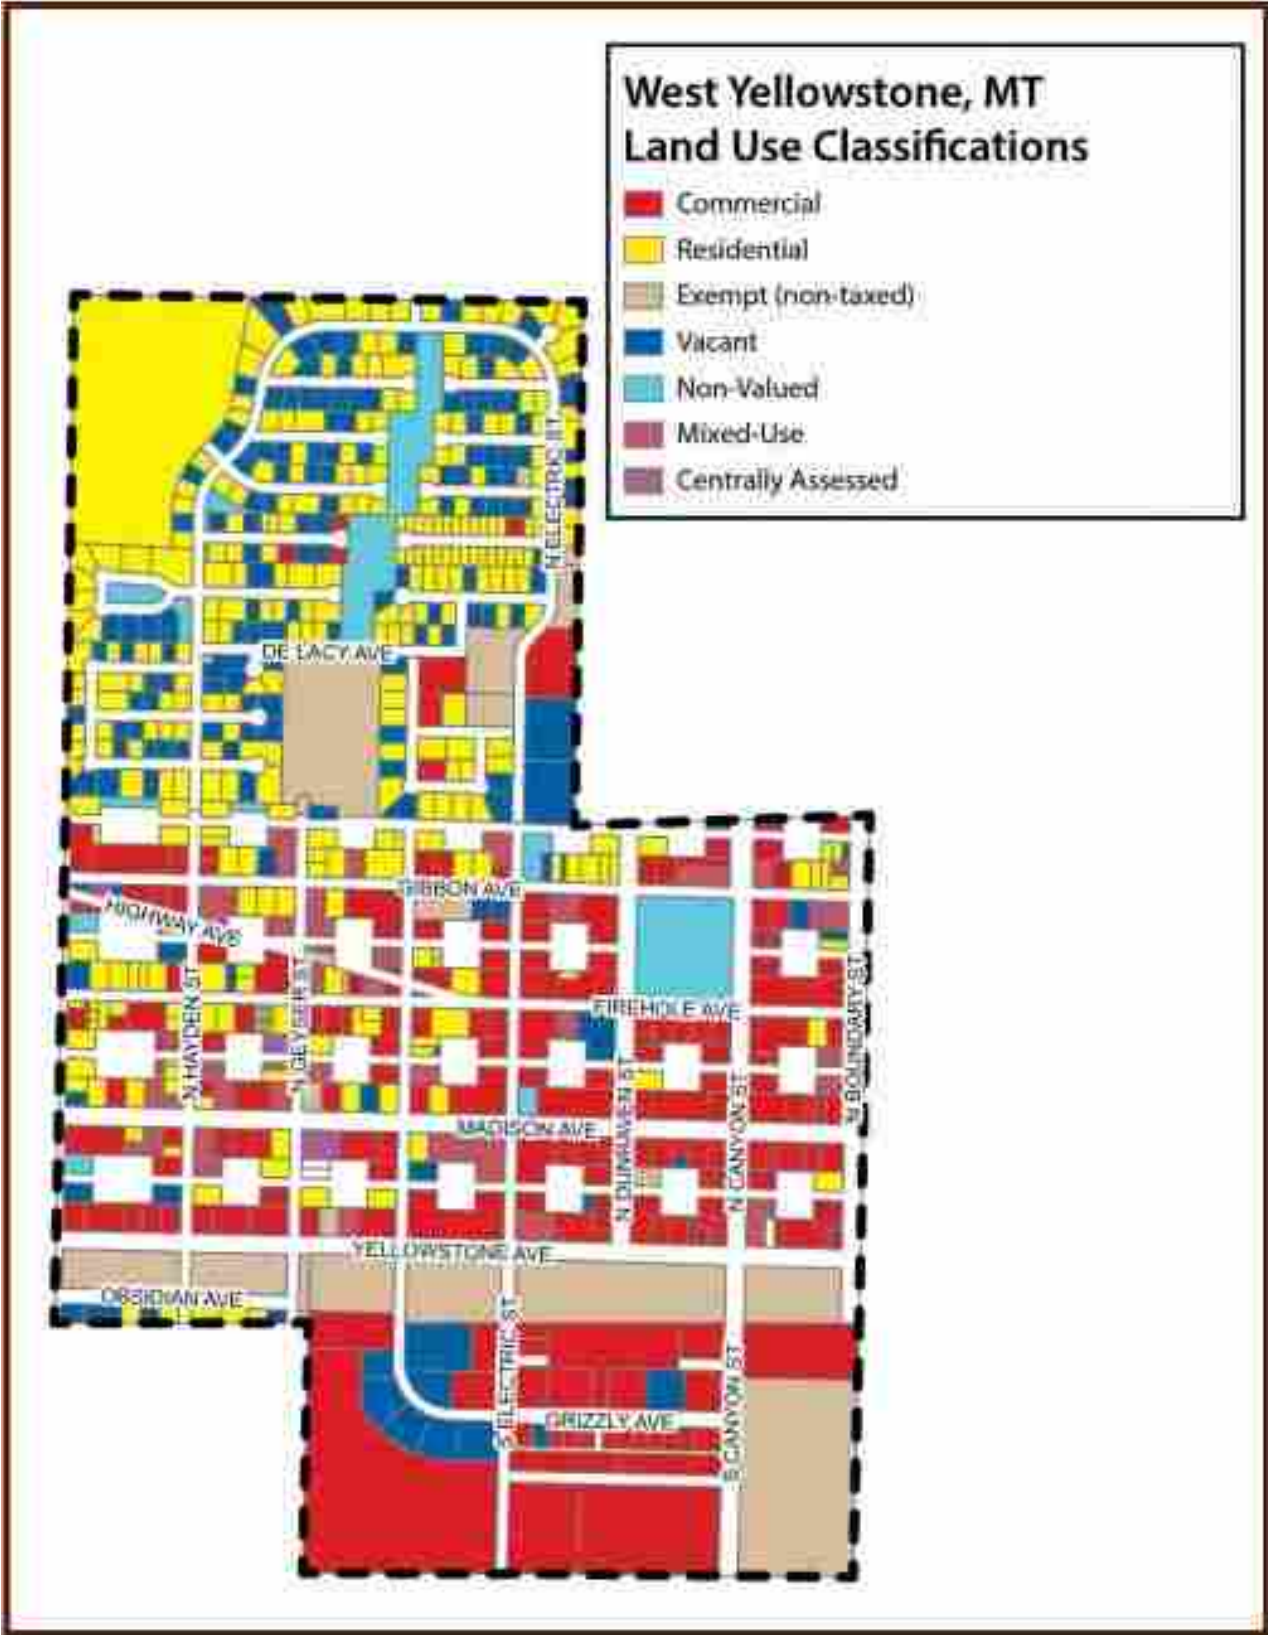 West Yellowstone, MT
Land Use Classifications
Commercial
Residential
Exempt (non-taxed)
Vacant
Non-Valued
Mixed-Use
Centrally Assessed
N ELECTRIC ST
DE LACY AVE
GIBBON AVE
HIGHWAY AVE
N HAYDEN ST
N GEYSER ST
FIREHOLE AVE
N BOUNDARY ST
MADISON AVE
N DUNRAVEN ST
N CANYON ST
YELLOWSTONE AVE
OBSIDIAN AVE
S ELECTRIC ST
GRIZZLY AVE
S CANYON ST